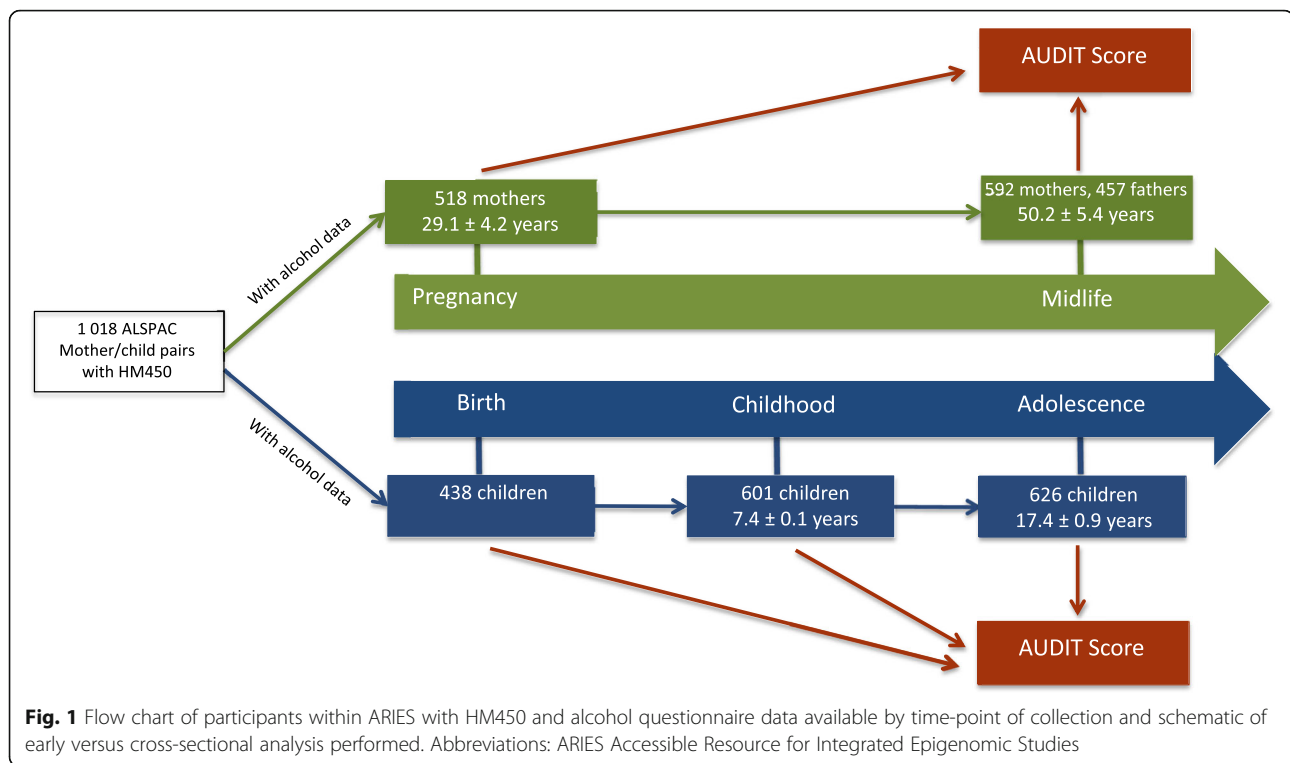 AUDIT Score
518 mothers
29.1 ± 4.2 years
592 mothers, 457 fathers
50.2 ± 5.4 years
With alcohol data
Pregnancy
Midlife
1 018 ALSPAC
Mother/child pairs
with HM450
Birth
Childhood
Adolescence
With alcohol data
438 children
601 children
7.4 ± 0.1 years
626 children
17.4 ± 0.9 years
AUDIT Score
Fig. 1 Flow chart of participants within ARIES with HM450 and alcohol questionnaire data available by time-point of collection and schematic of
early versus cross-sectional analysis performed. Abbreviations: ARIES Accessible Resource for Integrated Epigenomic Studies